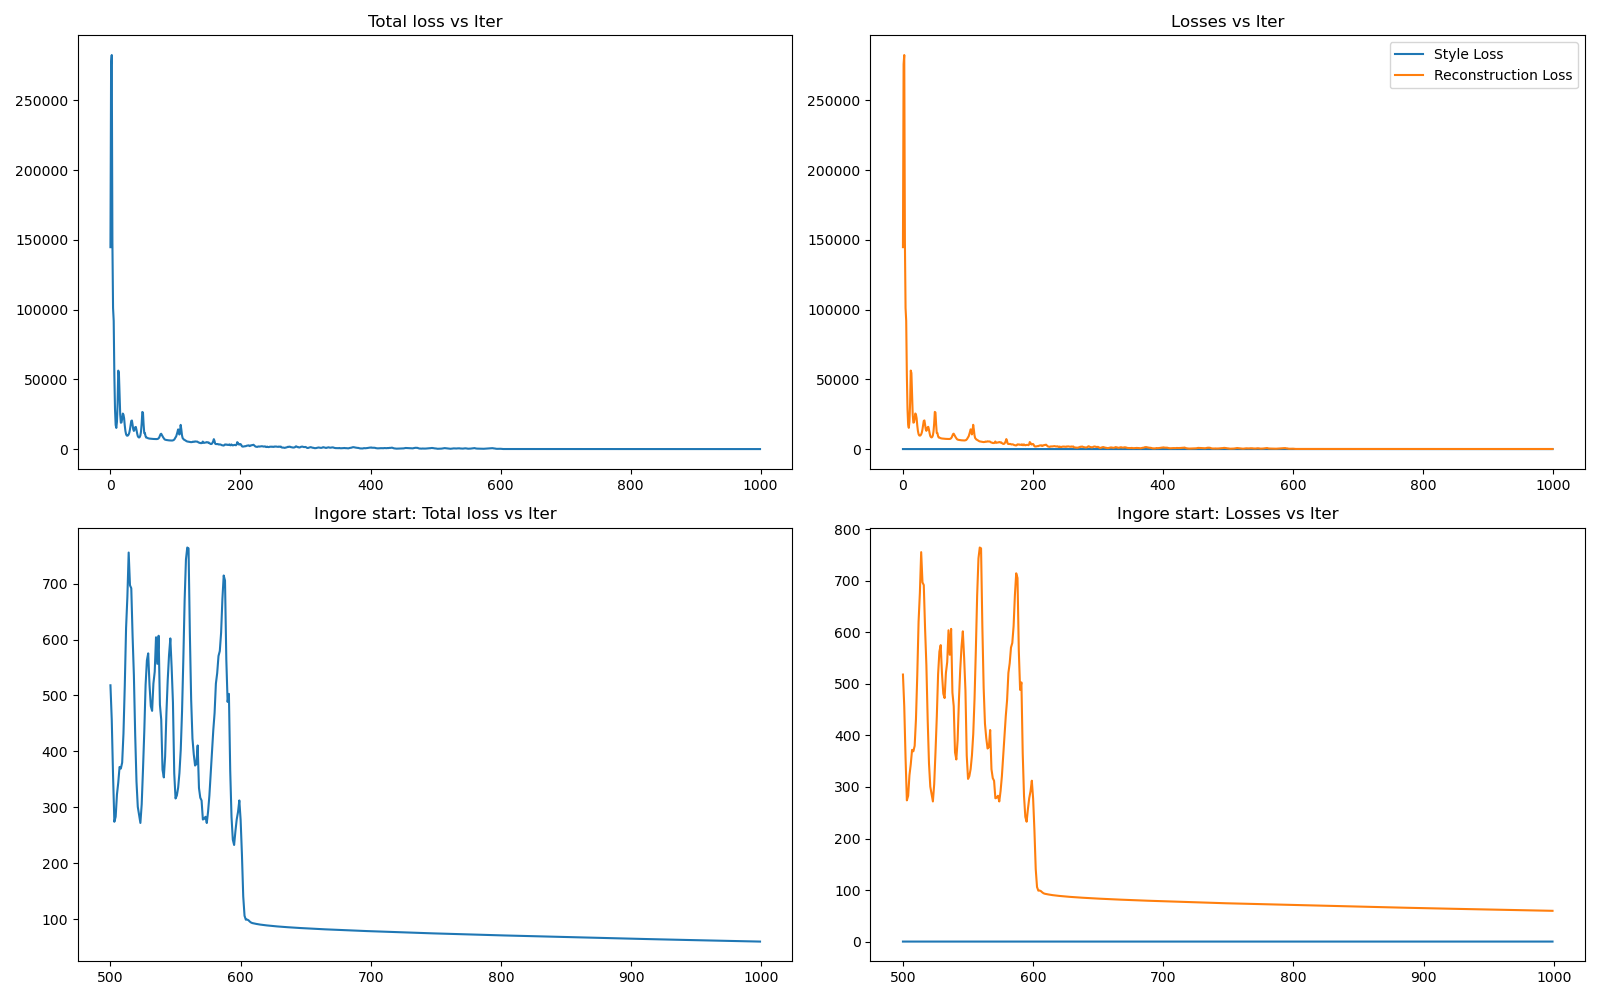 Total loss vs Iter
250000
200000
150000
100000
50000
0
0 200 400 600 800 1000
Losses vs Iter
Style Loss
Reconstruction Loss
250000
200000
150000
100000
50000
0
0 200 400 600 800 1000
Ingore start: Total loss vs Iter
700
600
500
400
300
200
100
500 600 700 800 900 1000
Ingore start: Losses vs Iter
800
700
600
500
400
300
200
100
0
500 600 700 800 900 1000